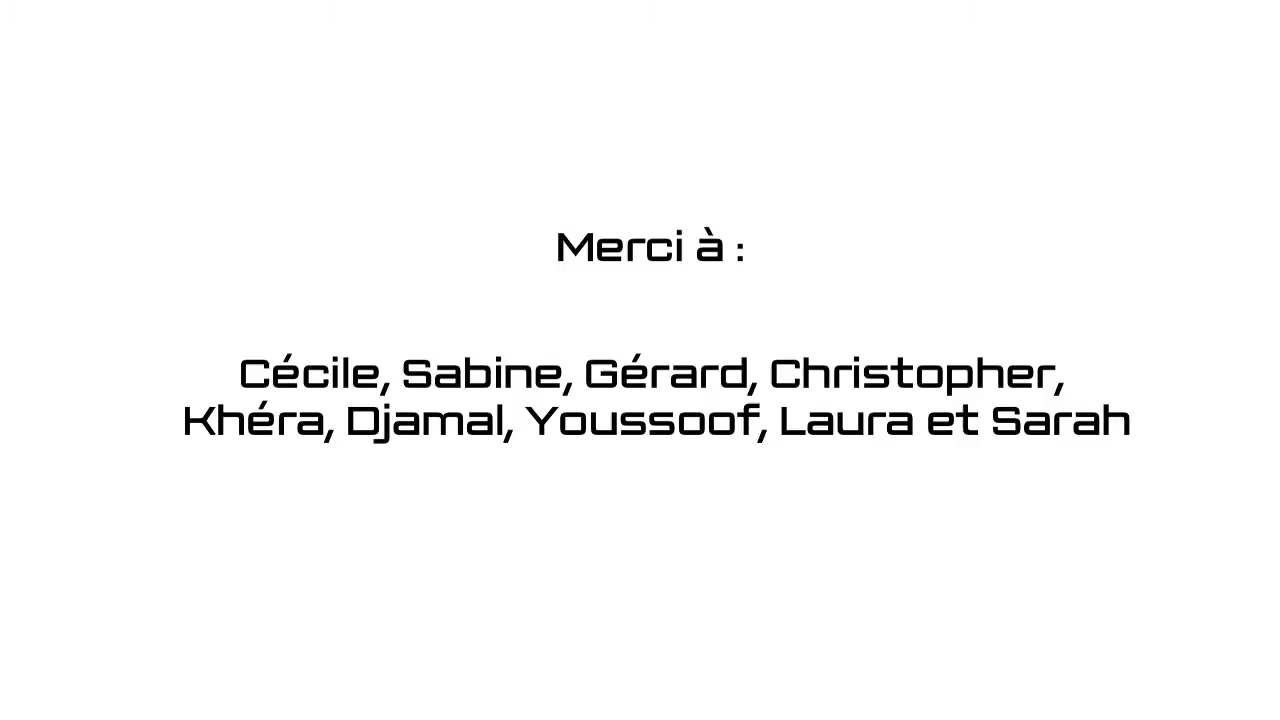 Merci à :
Cécile, Sabine, Gérard, Christopher,
Khéra, Djamal, Youssoof, Laura et Sarah